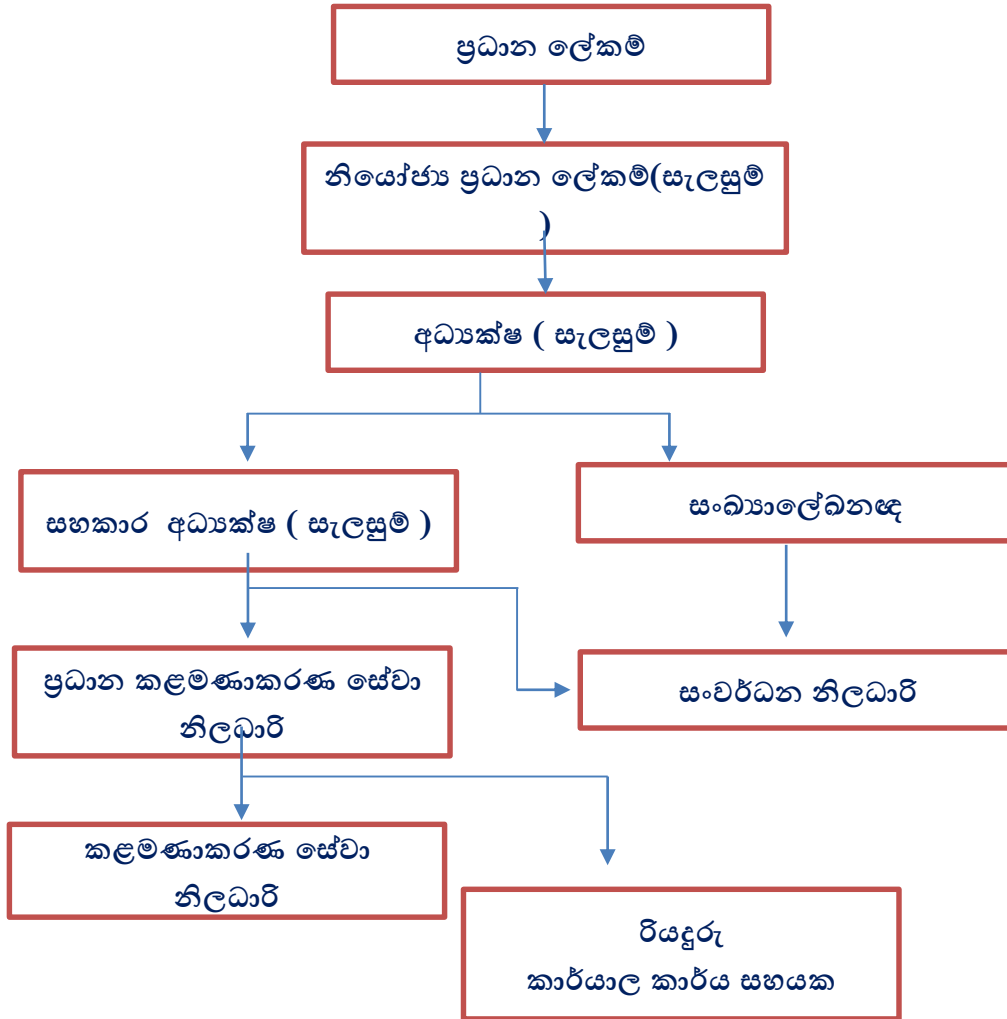 ප්‍රධාන ලේකම්
නියෝජ්‍ය ප්‍රධාන ලේකම්(සැලසුම්
)
අධ්‍යක්ෂ ( සැලසුම් )
සහකාර අධ්‍යක්ෂ ( සැලසුම් )
සංඛ්‍යාලේඛනඥ
ප්‍රධාන කළමණාකරණ සේවා
නිලධාරි
සංවර්ධන නිලධාරි
කළමණාකරණ සේවා
නිලධාරි
රියදුරු
කාර්යාල කාර්ය සහයක